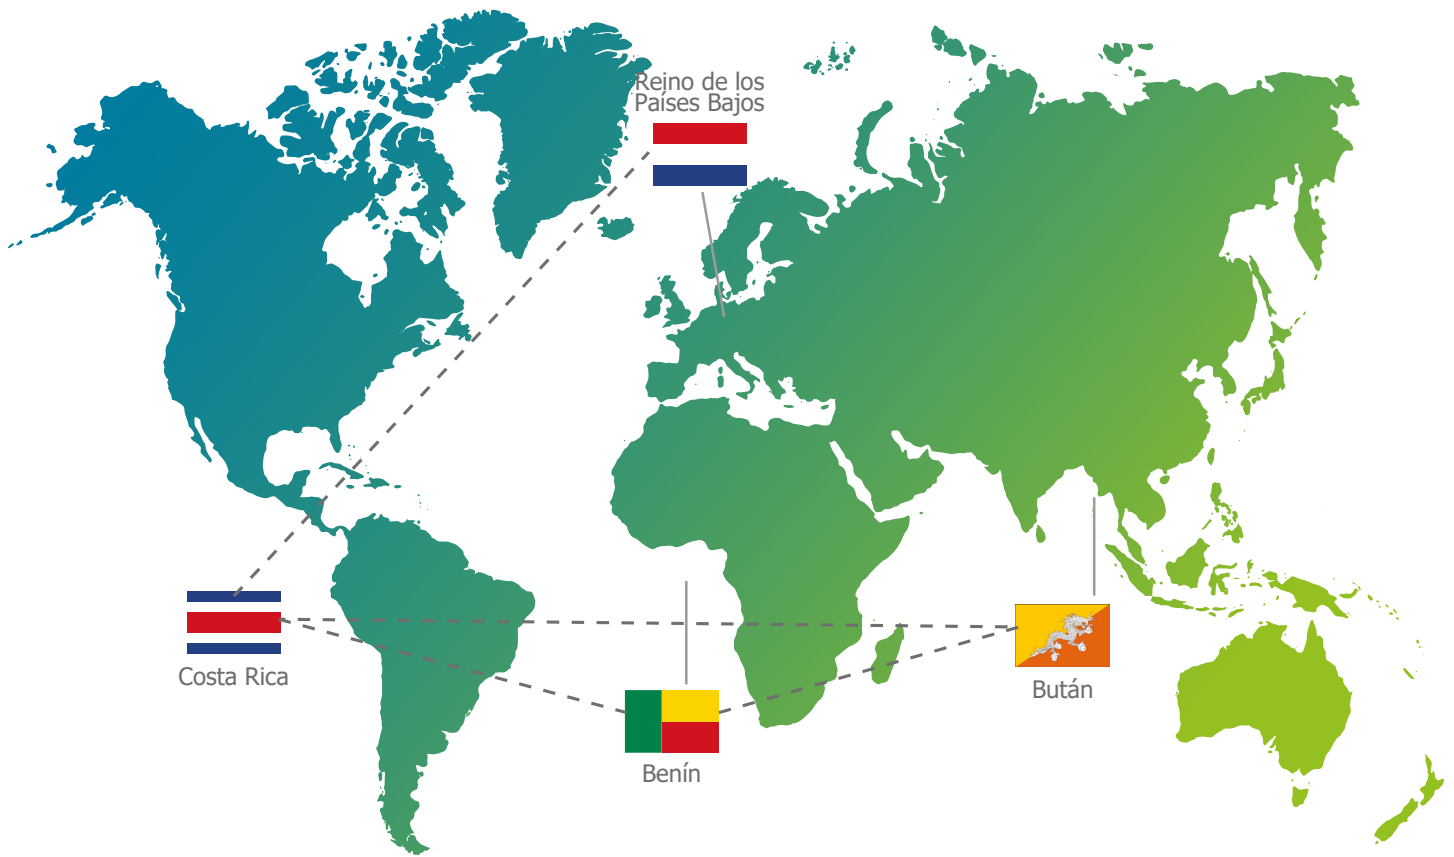 Reino de los
Países Bajos
Costa Rica
Bután
Benín